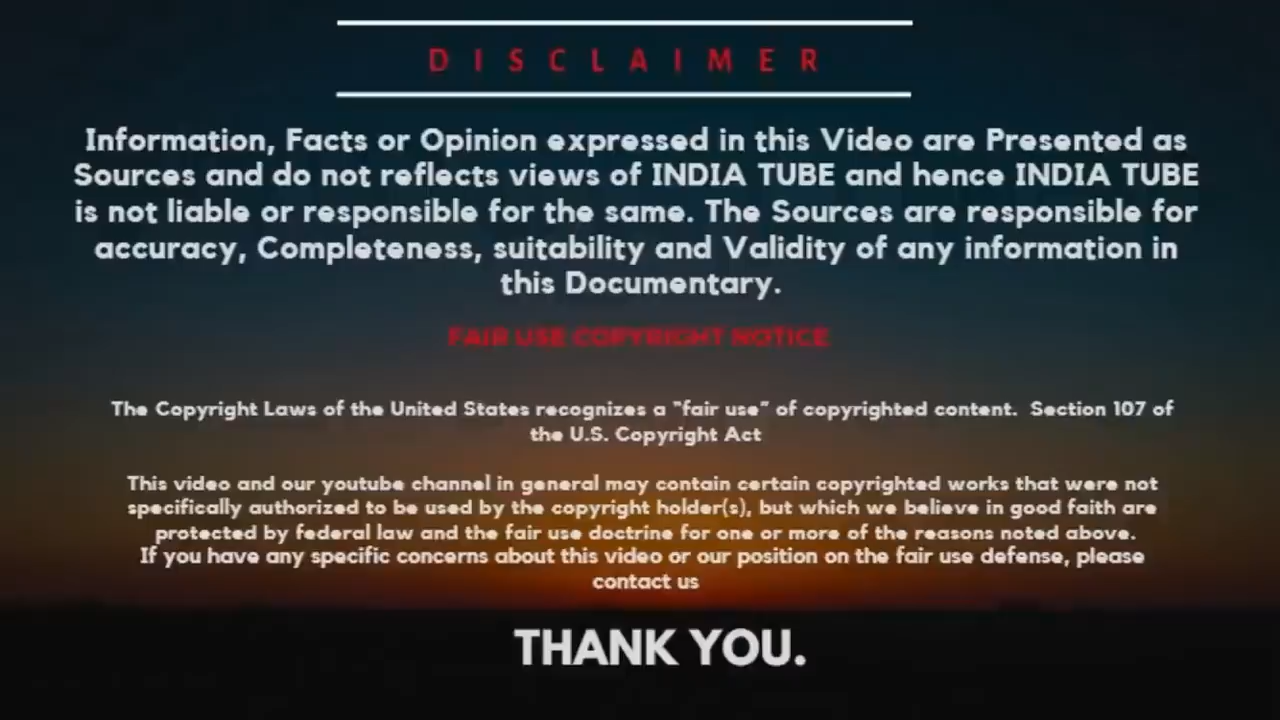 DISCLAIMER
Information, Facts or Opinion expressed in this Video are Presented as
Sources and do not reflects views of INDIA TUBE and hence INDIA TUBE
is not liable or responsible for the same. The Sources are responsible for
accuracy, Completeness, suitability and Validity of any information in
this Documentary.
FAIR USE COPYRIGHT NOTICE
The Copyright Laws of the United States recognizes a "fair use" of copyrighted content.  Section 107 of
the U.S. Copyright Act
This video and our youtube channel in general may contain certain copyrighted works that were not
specifically authorized to be used by the copyright holder(s), but which we believe in good faith are
protected by federal law and the fair use doctrine for one or more of the reasons noted above.
If you have any specific concerns about this video or our position on the fair use defense, please
contact us
THANK YOU.